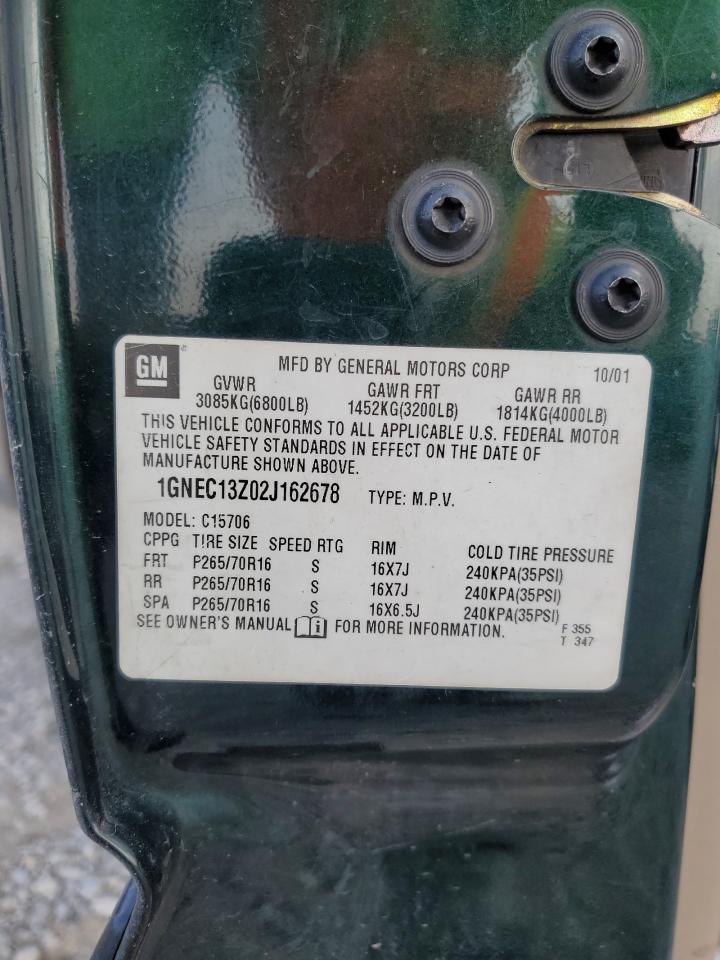 GM
MFD BY GENERAL MOTORS CORP 10/01
GVWR GAWR FRT GAWR RR
3085KG(6800LB) 1452KG(3200LB) 1814KG(4000LB)
THIS VEHICLE CONFORMS TO ALL APPLICABLE U.S. FEDERAL MOTOR
VEHICLE SAFETY STANDARDS IN EFFECT ON THE DATE OF
MANUFACTURE SHOWN ABOVE.
1GNEC13Z02J162678 TYPE: M.P.V.
MODEL: C15706
CPPG TIRE SIZE SPEED RTG RIM COLD TIRE PRESSURE
FRT P265/70R16 S 16X7J 240KPA(35PSI)
RR P265/70R16 S 16X7J 240KPA(35PSI)
SPA P265/70R16 S 16X6.5J 240KPA(35PSI)
SEE OWNER'S MANUAL FOR MORE INFORMATION.
F 355
T 347